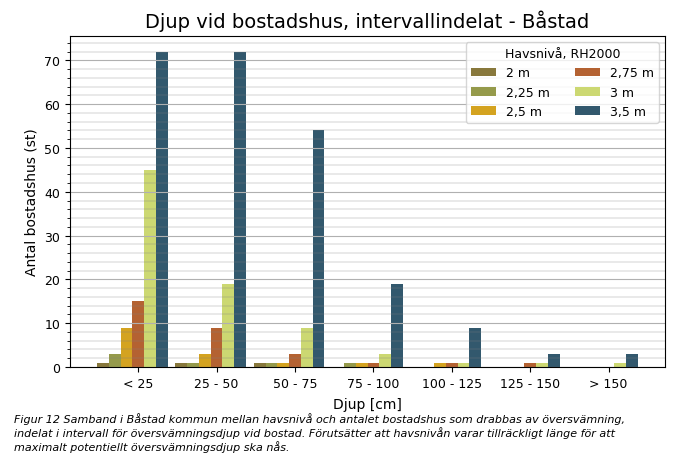 Djup vid bostadshus, intervallindelat - Båstad
Havsnivå, RH2000
2 m
2,25 m
2,5 m
2,75 m
3 m
3,5 m
Antal bostadshus (st)
70
60
50
40
30
20
10
0
< 25
25 - 50
50 - 75
75 - 100
100 - 125
125 - 150
> 150
Djup [cm]
Figur 12 Samband i Båstad kommun mellan havsnivå och antalet bostadshus som drabbas av översvämning,
indelat i intervall för översvämningsdjup vid bostad. Förutsätter att havsnivån varar tillräckligt länge för att
maximalt potentiellt översvämningsdjup ska nås.